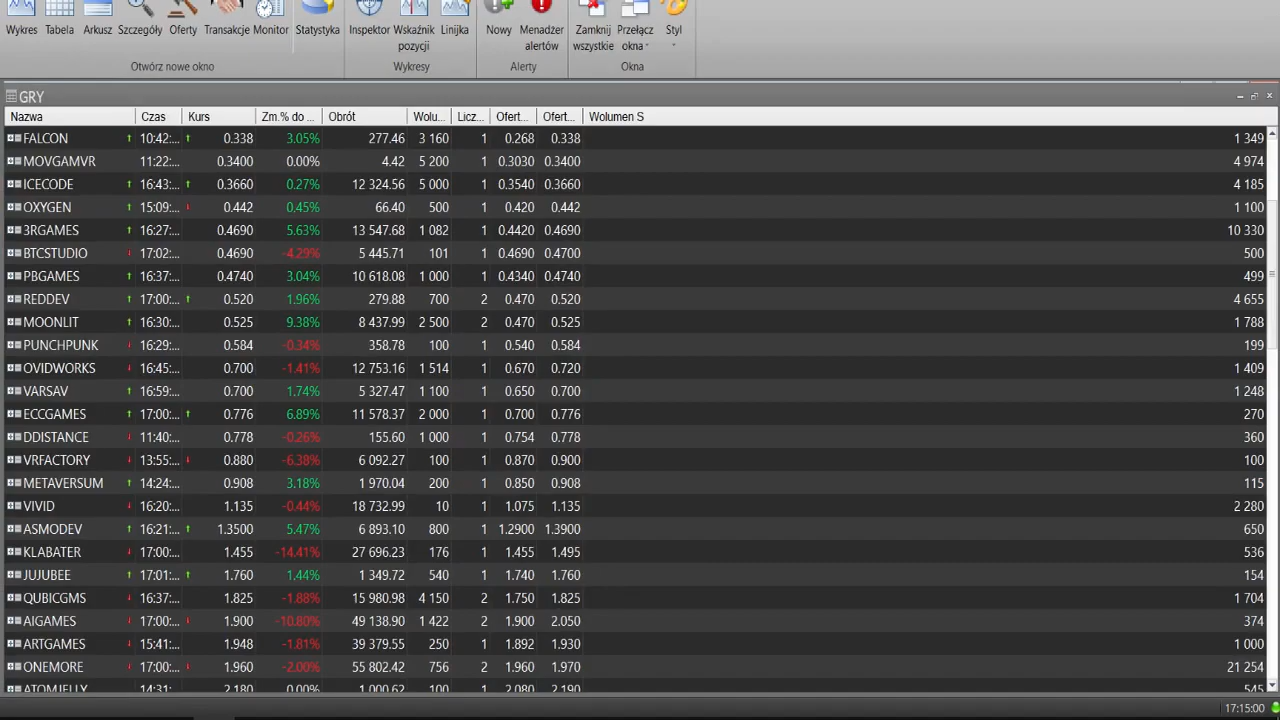 Wykres Tabela Arkusz Szczegóły Oferty Transakcje Monitor Statystyka Inspektor Wskaźnik pozycji Linijka Nowy Menadżer alertów Zamknij wszystkie Przełącz okna Styl
Otwórz nowe okno Wykresy Alerty Okna
GRY
Nazwa Czas Kurs Zm.% do ... Obrót Wolu... Licz... Ofert... Ofert... Wolumen S
FALCON 10:42:... 0.338 3.05% 277.46 3 160 1 0.268 0.338 1 349
MOVGAMVR 11:22:... 0.3400 0.00% 4.42 5 200 1 0.3030 0.3400 4 974
ICECODE 16:43:... 0.3660 0.27% 12 324.56 5 000 1 0.3540 0.3660 4 185
OXYGEN 15:09:... 0.442 0.45% 66.40 500 1 0.420 0.442 1 100
3RGAMES 16:27:... 0.4690 5.63% 13 547.68 1 082 1 0.4420 0.4690 10 330
BTCSTUDIO 17:02:... 0.4690 -4.29% 5 445.71 101 1 0.4690 0.4700 500
PBGAMES 16:37:... 0.4740 3.04% 10 618.08 1 000 1 0.4340 0.4740 499
REDDEV 17:00:... 0.520 1.96% 279.88 700 2 0.470 0.520 4 655
MOONLIT 16:30:... 0.525 9.38% 8 437.99 2 500 2 0.470 0.525 1 788
PUNCHPUNK 16:29:... 0.584 -0.34% 358.78 100 1 0.540 0.584 199
OVIDWORKS 16:45:... 0.700 -1.41% 12 753.16 1 514 1 0.670 0.720 1 409
VARSAV 16:59:... 0.700 1.74% 5 327.47 1 100 1 0.650 0.700 1 248
ECCGAMES 17:00:... 0.776 6.89% 11 578.37 2 000 1 0.700 0.776 270
DDISTANCE 11:40:... 0.778 -0.26% 155.60 1 000 1 0.754 0.778 360
VRFACTORY 13:55:... 0.880 -6.38% 6 092.27 100 1 0.870 0.900 100
METAVERSUM 14:24:... 0.908 3.18% 1 970.04 200 1 0.850 0.908 115
VIVID 16:20:... 1.135 -0.44% 18 732.99 10 1 1.075 1.135 2 280
ASMODEV 16:21:... 1.3500 5.47% 6 893.10 800 1 1.2900 1.3900 650
KLABATER 17:00:... 1.455 -14.41% 27 696.23 176 1 1.455 1.495 536
JUJUBEE 17:01:... 1.760 1.44% 1 349.72 540 1 1.740 1.760 154
QUBICGMS 16:37:... 1.825 -1.88% 15 980.98 4 150 2 1.750 1.825 1 704
AIGAMES 17:00:... 1.900 -10.80% 49 138.90 1 422 2 1.900 2.050 374
ARTGAMES 15:41:... 1.948 -1.81% 39 379.55 250 1 1.892 1.930 1 000
ONEMORE 17:00:... 1.960 -2.00% 55 802.42 756 2 1.960 1.970 21 254
ATOMJELLY 14:31:... 2.180 0.00% 1 000.62 100 1 2.080 2.190 545
17:15:00